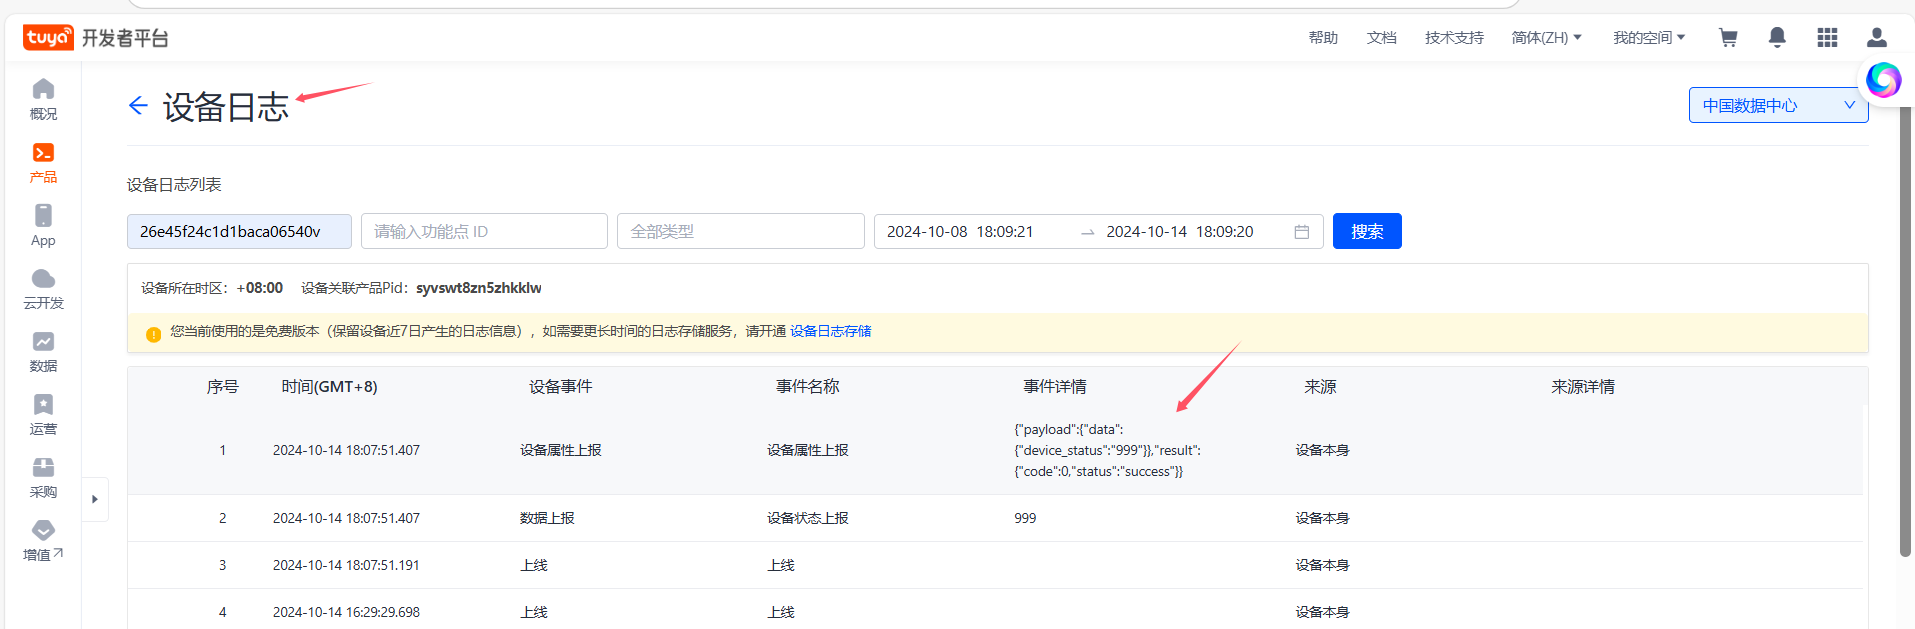 tuya 开发者平台
帮助 文档 技术支持 简体(ZH) 我的空间
概况
产品
App
云开发
数据
运营
采购
增值
设备日志
中国数据中心
设备日志列表
26e45f24c1d1baca06540v 请输入功能点 ID 全部类型 2024-10-08 18:09:21 → 2024-10-14 18:09:20 搜索
设备所在时区：+08:00 设备关联产品Pid：syvswt8zn5zhkklw
您当前使用的是免费版本（保留设备近7日产生的日志信息），如需要更长时间的日志存储服务，请开通 设备日志存储
序号 时间(GMT+8) 设备事件 事件名称 事件详情 来源 来源详情
1 2024-10-14 18:07:51.407 设备属性上报 设备属性上报 {"payload":{"data":
{"device_status":"999"}},"result":
{"code":0,"status":"success"}} 设备本身
2 2024-10-14 18:07:51.407 数据上报 设备状态上报 999 设备本身
3 2024-10-14 18:07:51.191 上线 上线 设备本身
4 2024-10-14 16:29:29.698 上线 上线 设备本身